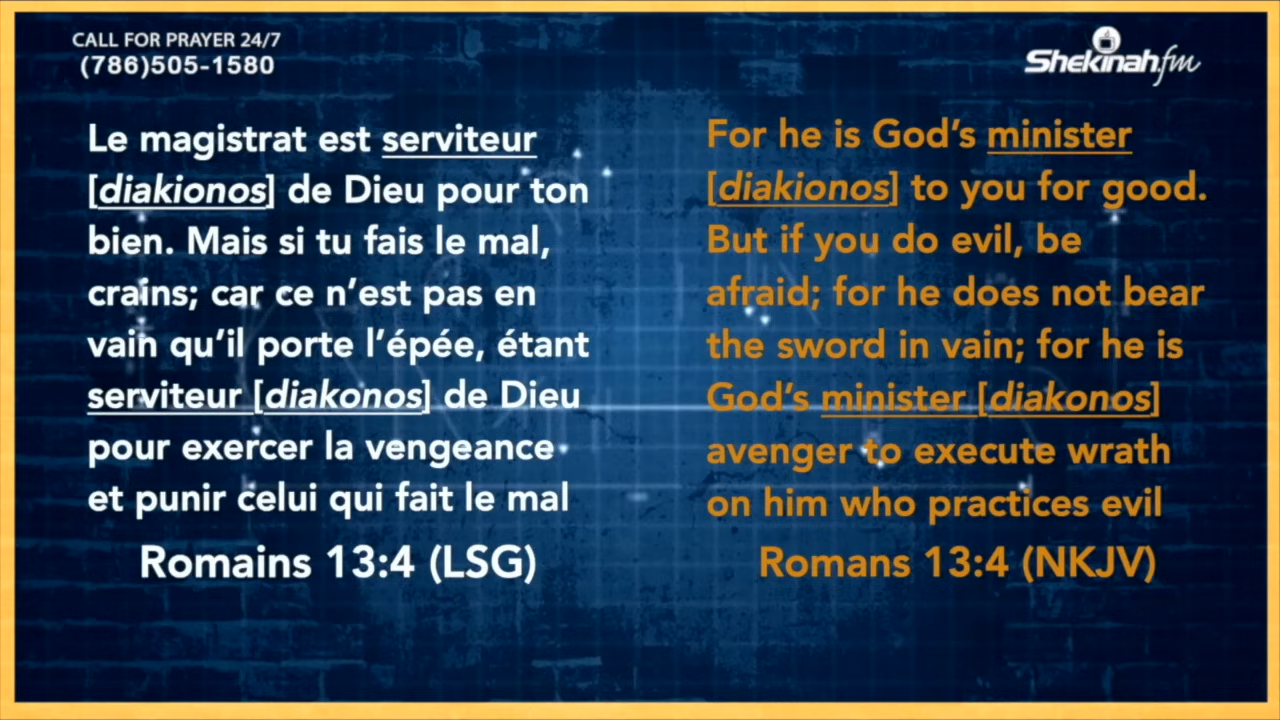 CALL FOR PRAYER 24/7
(786)505-1580
Shekinah.fm
Le magistrat est serviteur
[diakionos] de Dieu pour ton
bien. Mais si tu fais le mal,
crains; car ce n’est pas en
vain qu’il porte l’épée, étant
serviteur [diakonos] de Dieu
pour exercer la vengeance
et punir celui qui fait le mal
Romains 13:4 (LSG)
For he is God’s minister
[diakionos] to you for good.
But if you do evil, be
afraid; for he does not bear
the sword in vain; for he is
God’s minister [diakonos]
avenger to execute wrath
on him who practices evil
Romans 13:4 (NKJV)